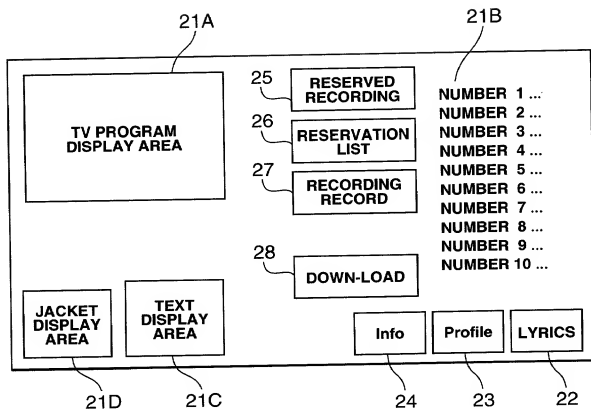 21A
21B
TV PROGRAM
DISPLAY AREA
25
RESERVED
RECORDING
26
RESERVATION
LIST
27
RECORDING
RECORD
28
DOWN-LOAD
NUMBER 1 ...
NUMBER 2 ...
NUMBER 3 ...
NUMBER 4 ...
NUMBER 5 ...
NUMBER 6 ...
NUMBER 7 ...
NUMBER 8 ...
NUMBER 9 ...
NUMBER 10 ...
JACKET
DISPLAY
AREA
TEXT
DISPLAY
AREA
Info
Profile
LYRICS
21D
21C
24
23
22